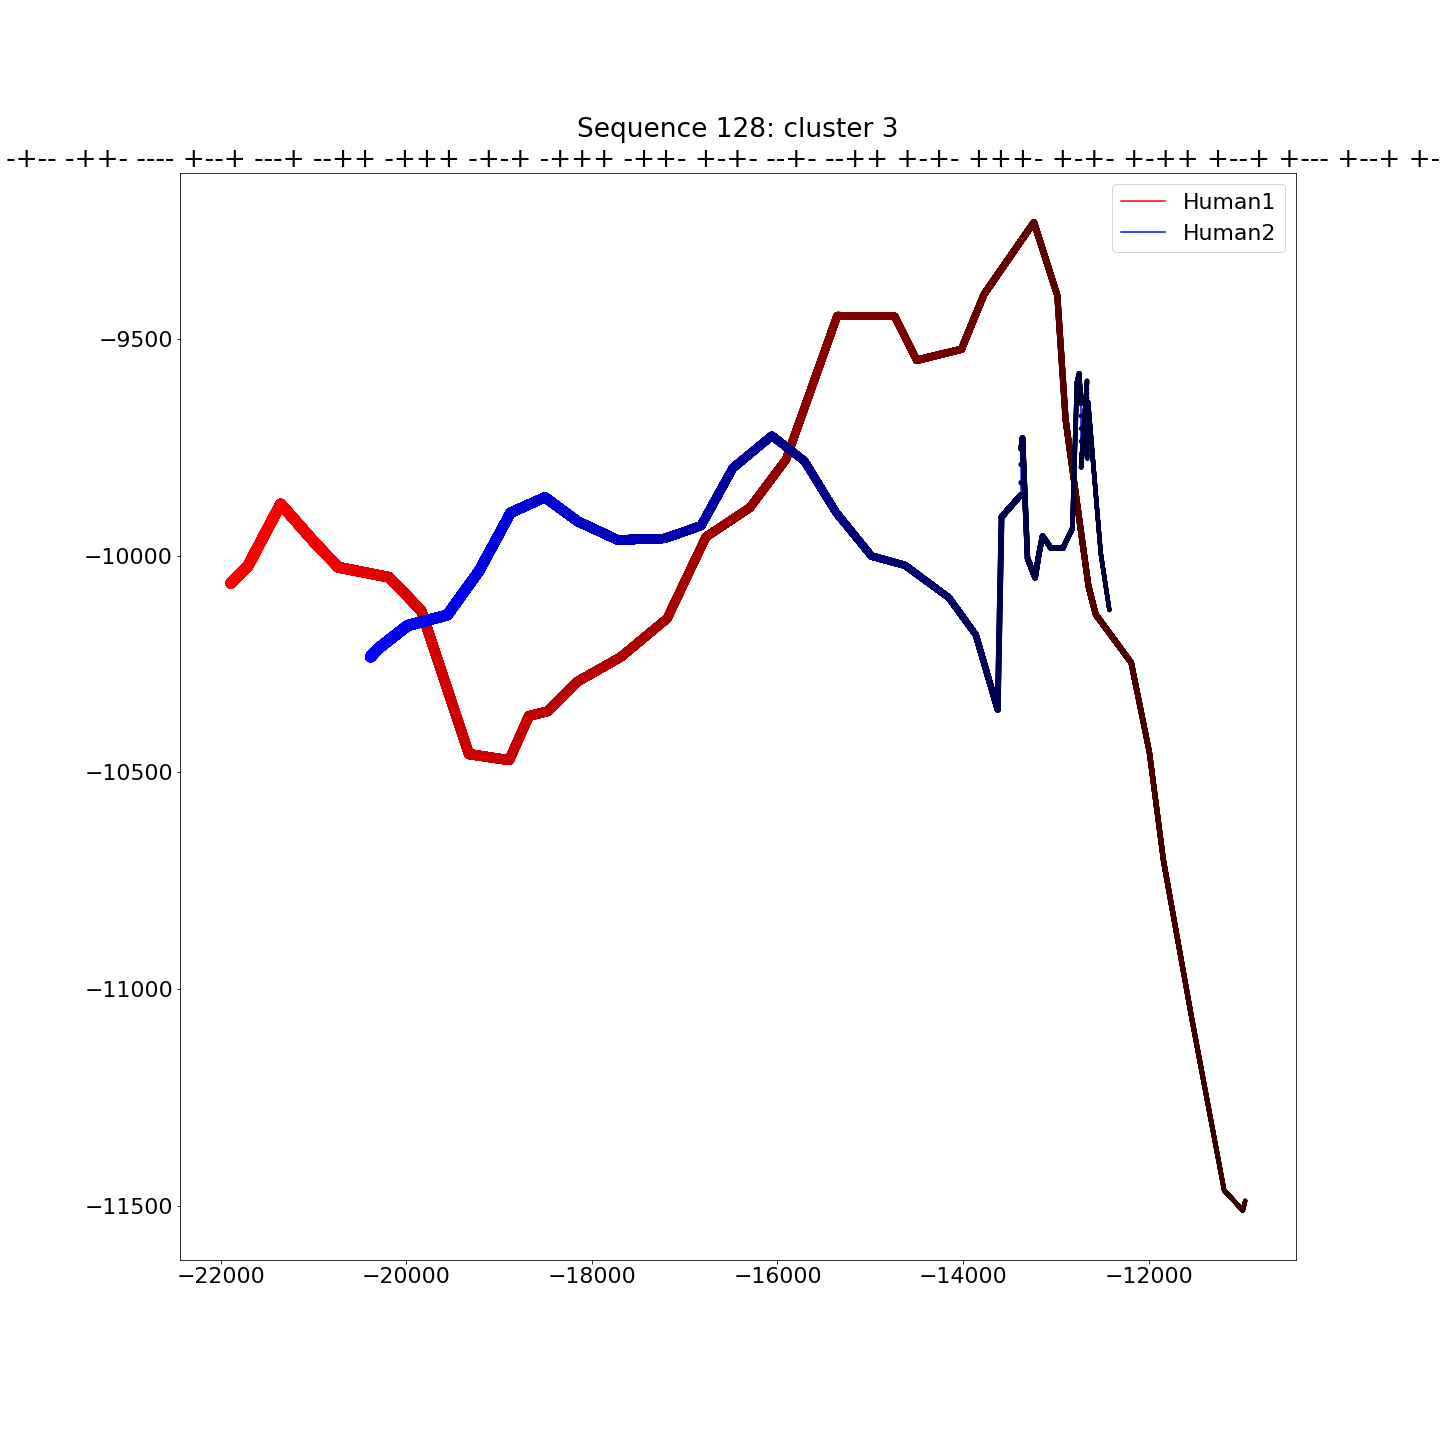 Sequence 128: cluster 3
-+-- -++- ---- +--+ ---+ --++ -+++ -+-+ -+++ -++- +-+- --+- --++ +-+- +++- +-+- +-++ +--+ +--- +--+ +-
Human1
Human2
−9500
−10000
−10500
−11000
−11500
−22000 −20000 −18000 −16000 −14000 −12000